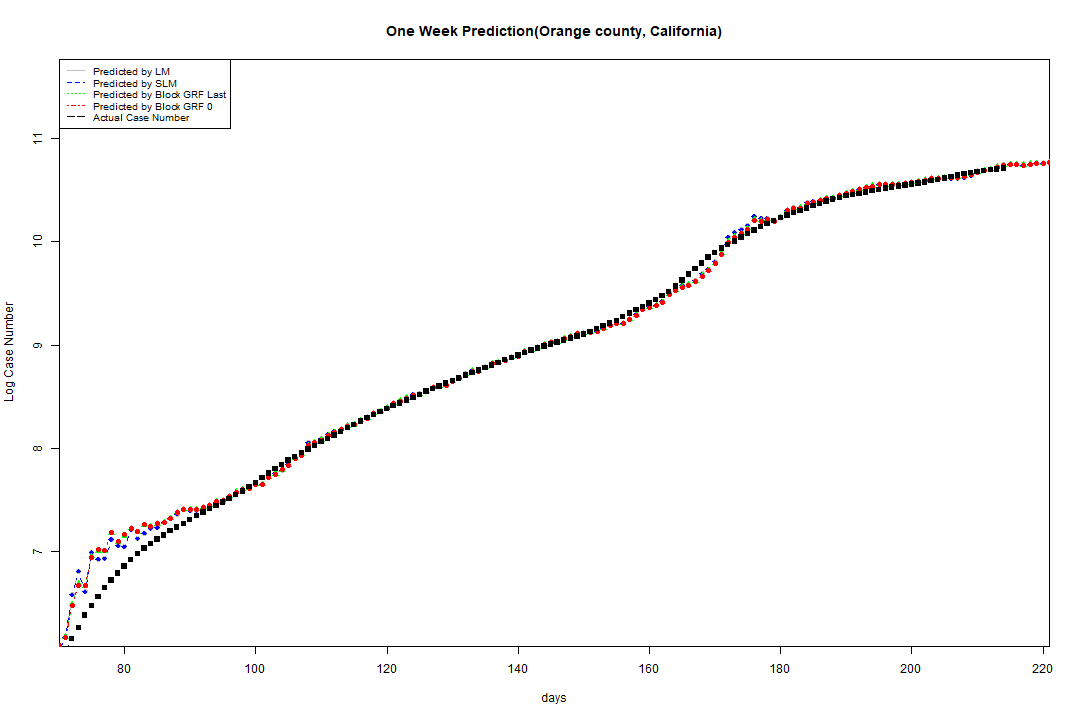 One Week Prediction(Orange county, California)
Predicted by LM
Predicted by SLM
Predicted by Block GRF Last
Predicted by Block GRF 0
Actual Case Number
11
10
9
8
7
Log Case Number
80 100 120 140 160 180 200 220
days